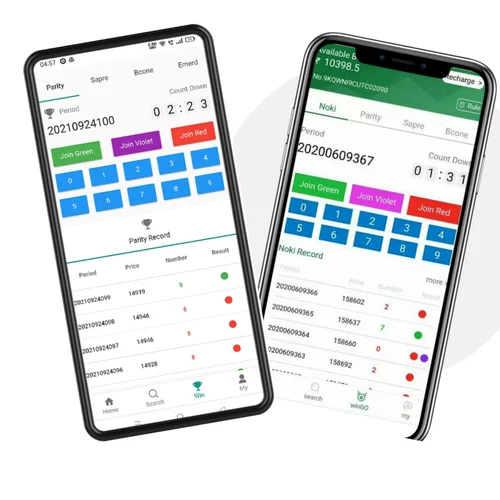 04:57
Parity Sapre Bcone Emerd
Period Count Down
20210924100 0 2 : 2 3
Join Green Join Violet Join Red
0 1 2 3 4
5 6 7 8 9
Parity Record
Period Price Number Result
20210924099 14919 9
20210924098 14946 6
20210924097 14946 6
20210924096 14928 8
Home Search Win My
Available B
₹ 10398.5
Recharge >
No.9KQWNI9CUTC02090
Rule
Noki Parity Sapre Bcone
Period Count Down
20200609367 0 1 : 3 1
Join Green Join Violet Join Red
0 1 2 3 4
5 6 7 8 9
Noki Record more >
Period Price Number Result
20200609366 158602 2
20200609365 158637 7
20200609364 158660 0
20200609363 158692 2
search winGO my